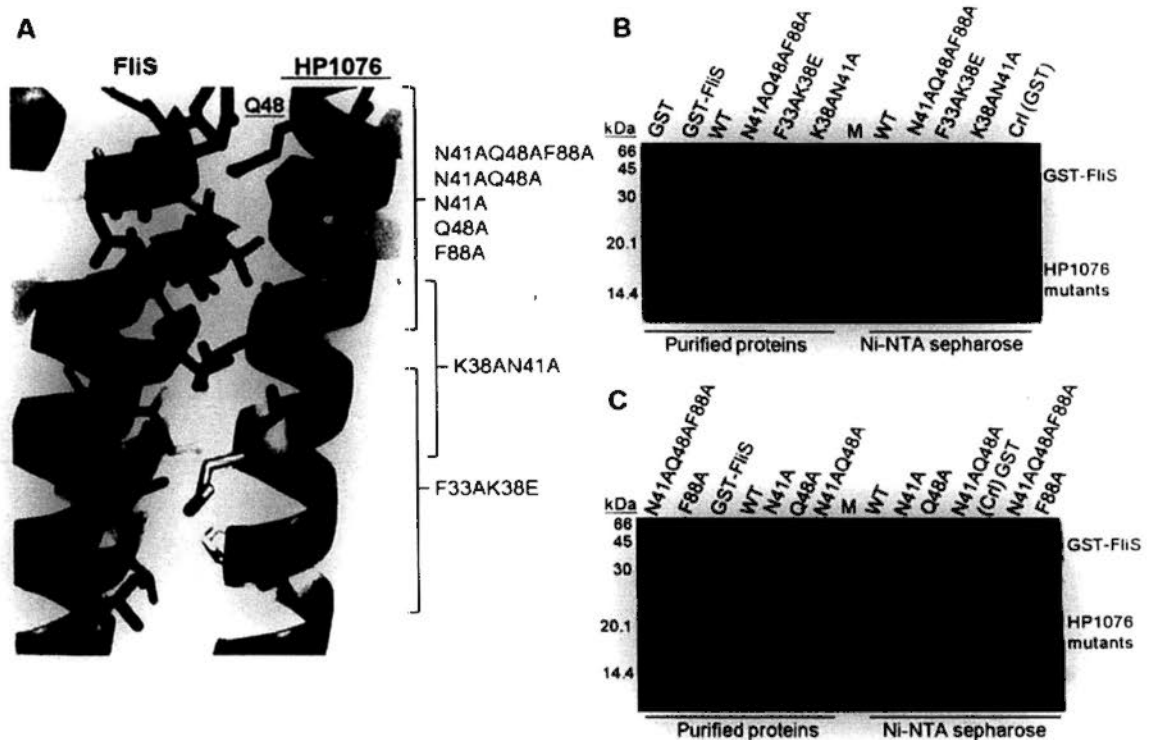 A
FliS HP1076
Q48
N41AQ48AF88A
N41AQ48A
N41A
Q48A
F88A
K38AN41A
F33AK38E
B
kDa GST GST-FliS WT N41AQ48AF88A F33AK38E K38AN41A M WT N41AQ48AF88A F33AK38E K38AN41A Crl (GST)
66
45
30
20.1
14.4
GST-FliS
HP1076
mutants
Purified proteins Ni-NTA sepharose
C
kDa N41AQ48AF88A F88A GST-FliS WT N41A Q48A N41AQ48A M WT N41A Q48A N41AQ48A (Crl) GST N41AQ48AF88A F88A
66
45
30
20.1
14.4
GST-FliS
HP1076
mutants
Purified proteins Ni-NTA sepharose